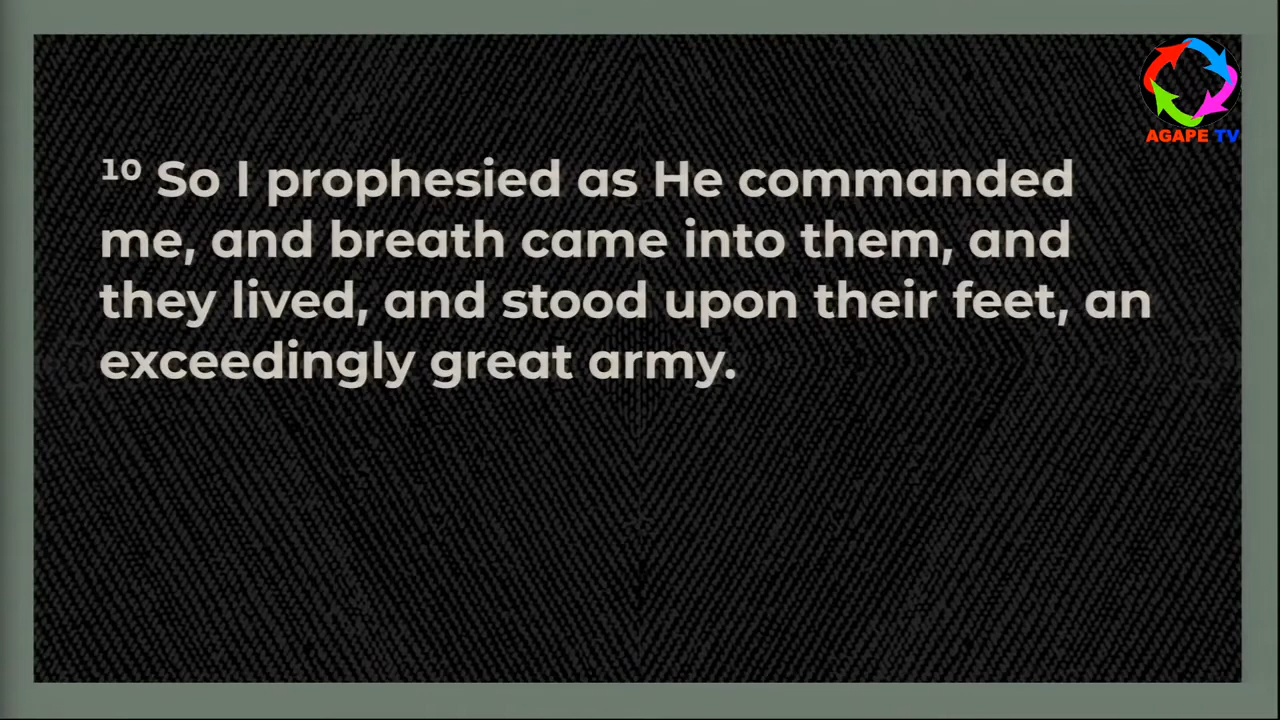 AGAPE TV
¹⁰ So I prophesied as He commanded
me, and breath came into them, and
they lived, and stood upon their feet, an
exceedingly great army.